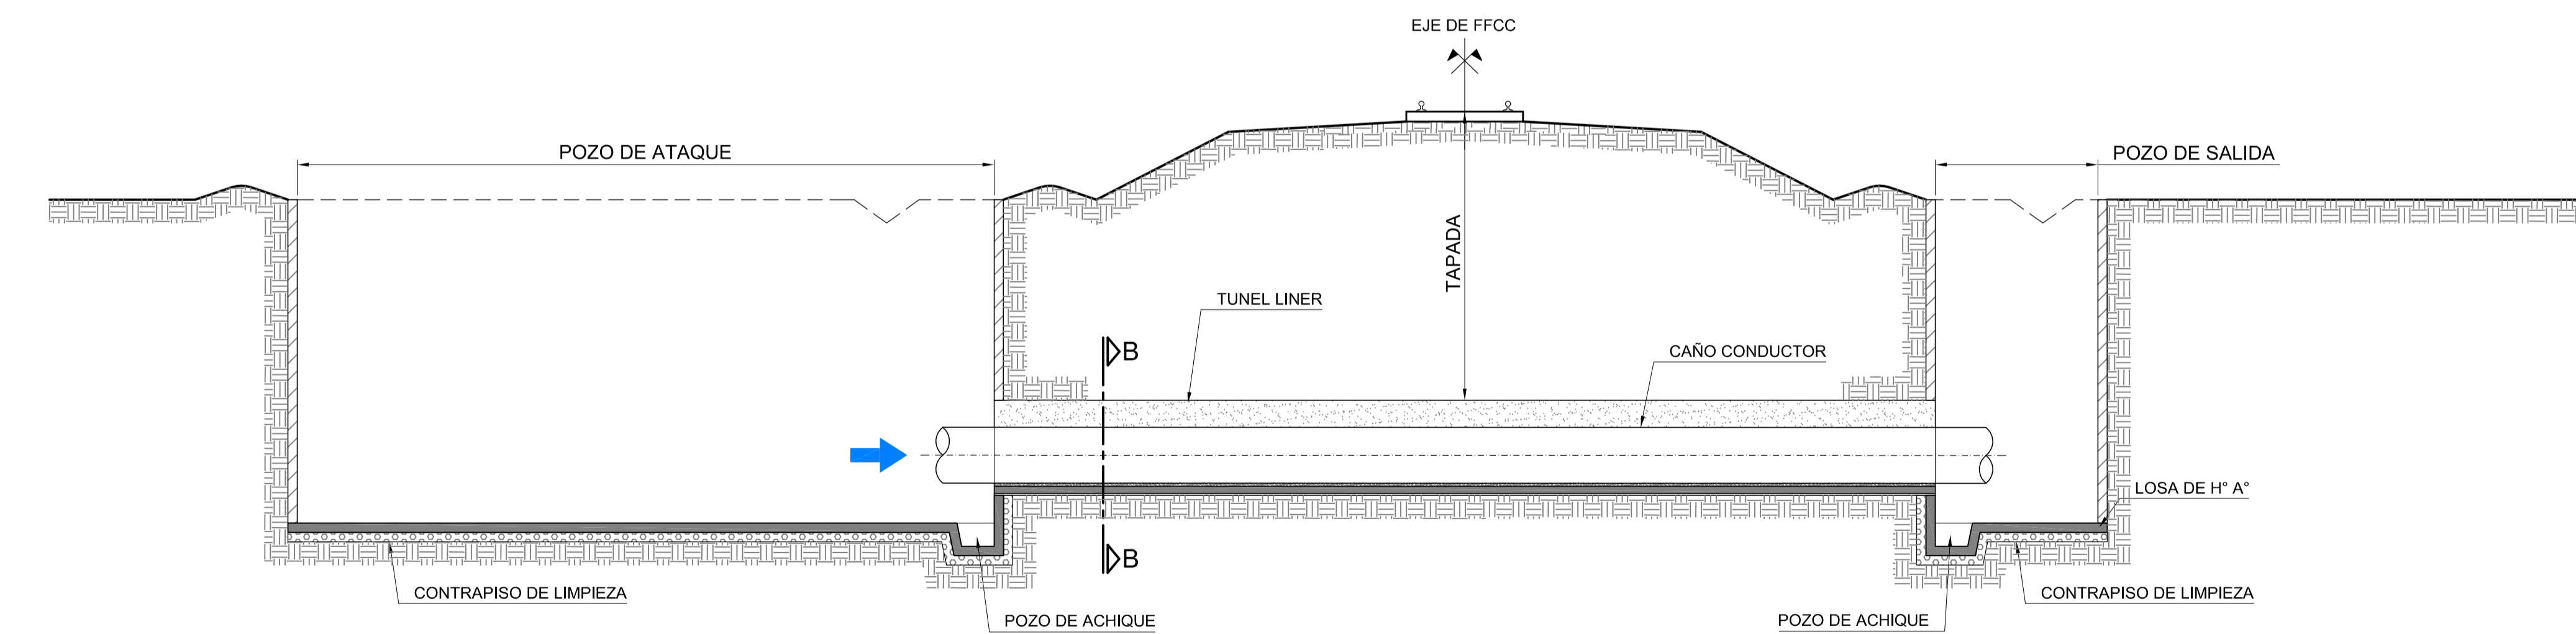 EJE DE FFCC
POZO DE ATAQUE
POZO DE SALIDA
TAPADA
TUNEL LINER
B
CAÑO CONDUCTOR
LOSA DE H° A°
B
CONTRAPISO DE LIMPIEZA
CONTRAPISO DE LIMPIEZA
POZO DE ACHIQUE
POZO DE ACHIQUE